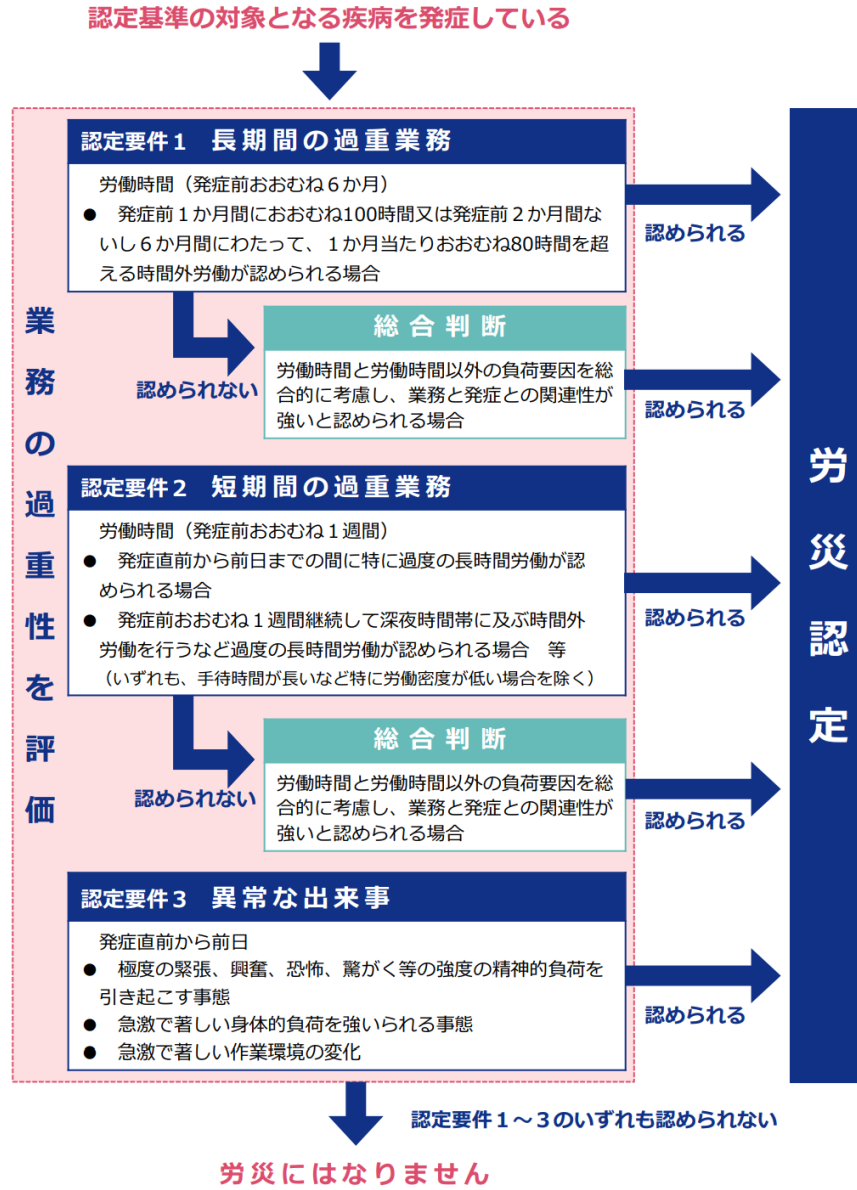 認定基準の対象となる疾病を発症している
業務の過重性を評価
認定要件1 長期間の過重業務
労働時間（発症前おおむね６か月）
● 発症前１か月間におおむね100時間又は発症前２か月間な
いし６か月間にわたって、１か月当たりおおむね80時間を超
える時間外労働が認められる場合
認められる
認められない
総合判断
労働時間と労働時間以外の負荷要因を総
合的に考慮し、業務と発症との関連性が
強いと認められる場合
認められる
認定要件2 短期間の過重業務
労働時間（発症前おおむね１週間）
● 発症直前から前日までの間に特に過度の長時間労働が認
められる場合
● 発症前おおむね１週間継続して深夜時間帯に及ぶ時間外
労働を行うなど過度の長時間労働が認められる場合　等
（いずれも、手待時間が長いなど特に労働密度が低い場合を除く）
認められる
認められない
総合判断
労働時間と労働時間以外の負荷要因を総
合的に考慮し、業務と発症との関連性が
強いと認められる場合
認められる
認定要件3 異常な出来事
発症直前から前日
● 極度の緊張、興奮、恐怖、驚がく等の強度の精神的負荷を
引き起こす事態
● 急激で著しい身体的負荷を強いられる事態
● 急激で著しい作業環境の変化
認められる
労災認定
認定要件１～３のいずれも認められない
労災にはなりません